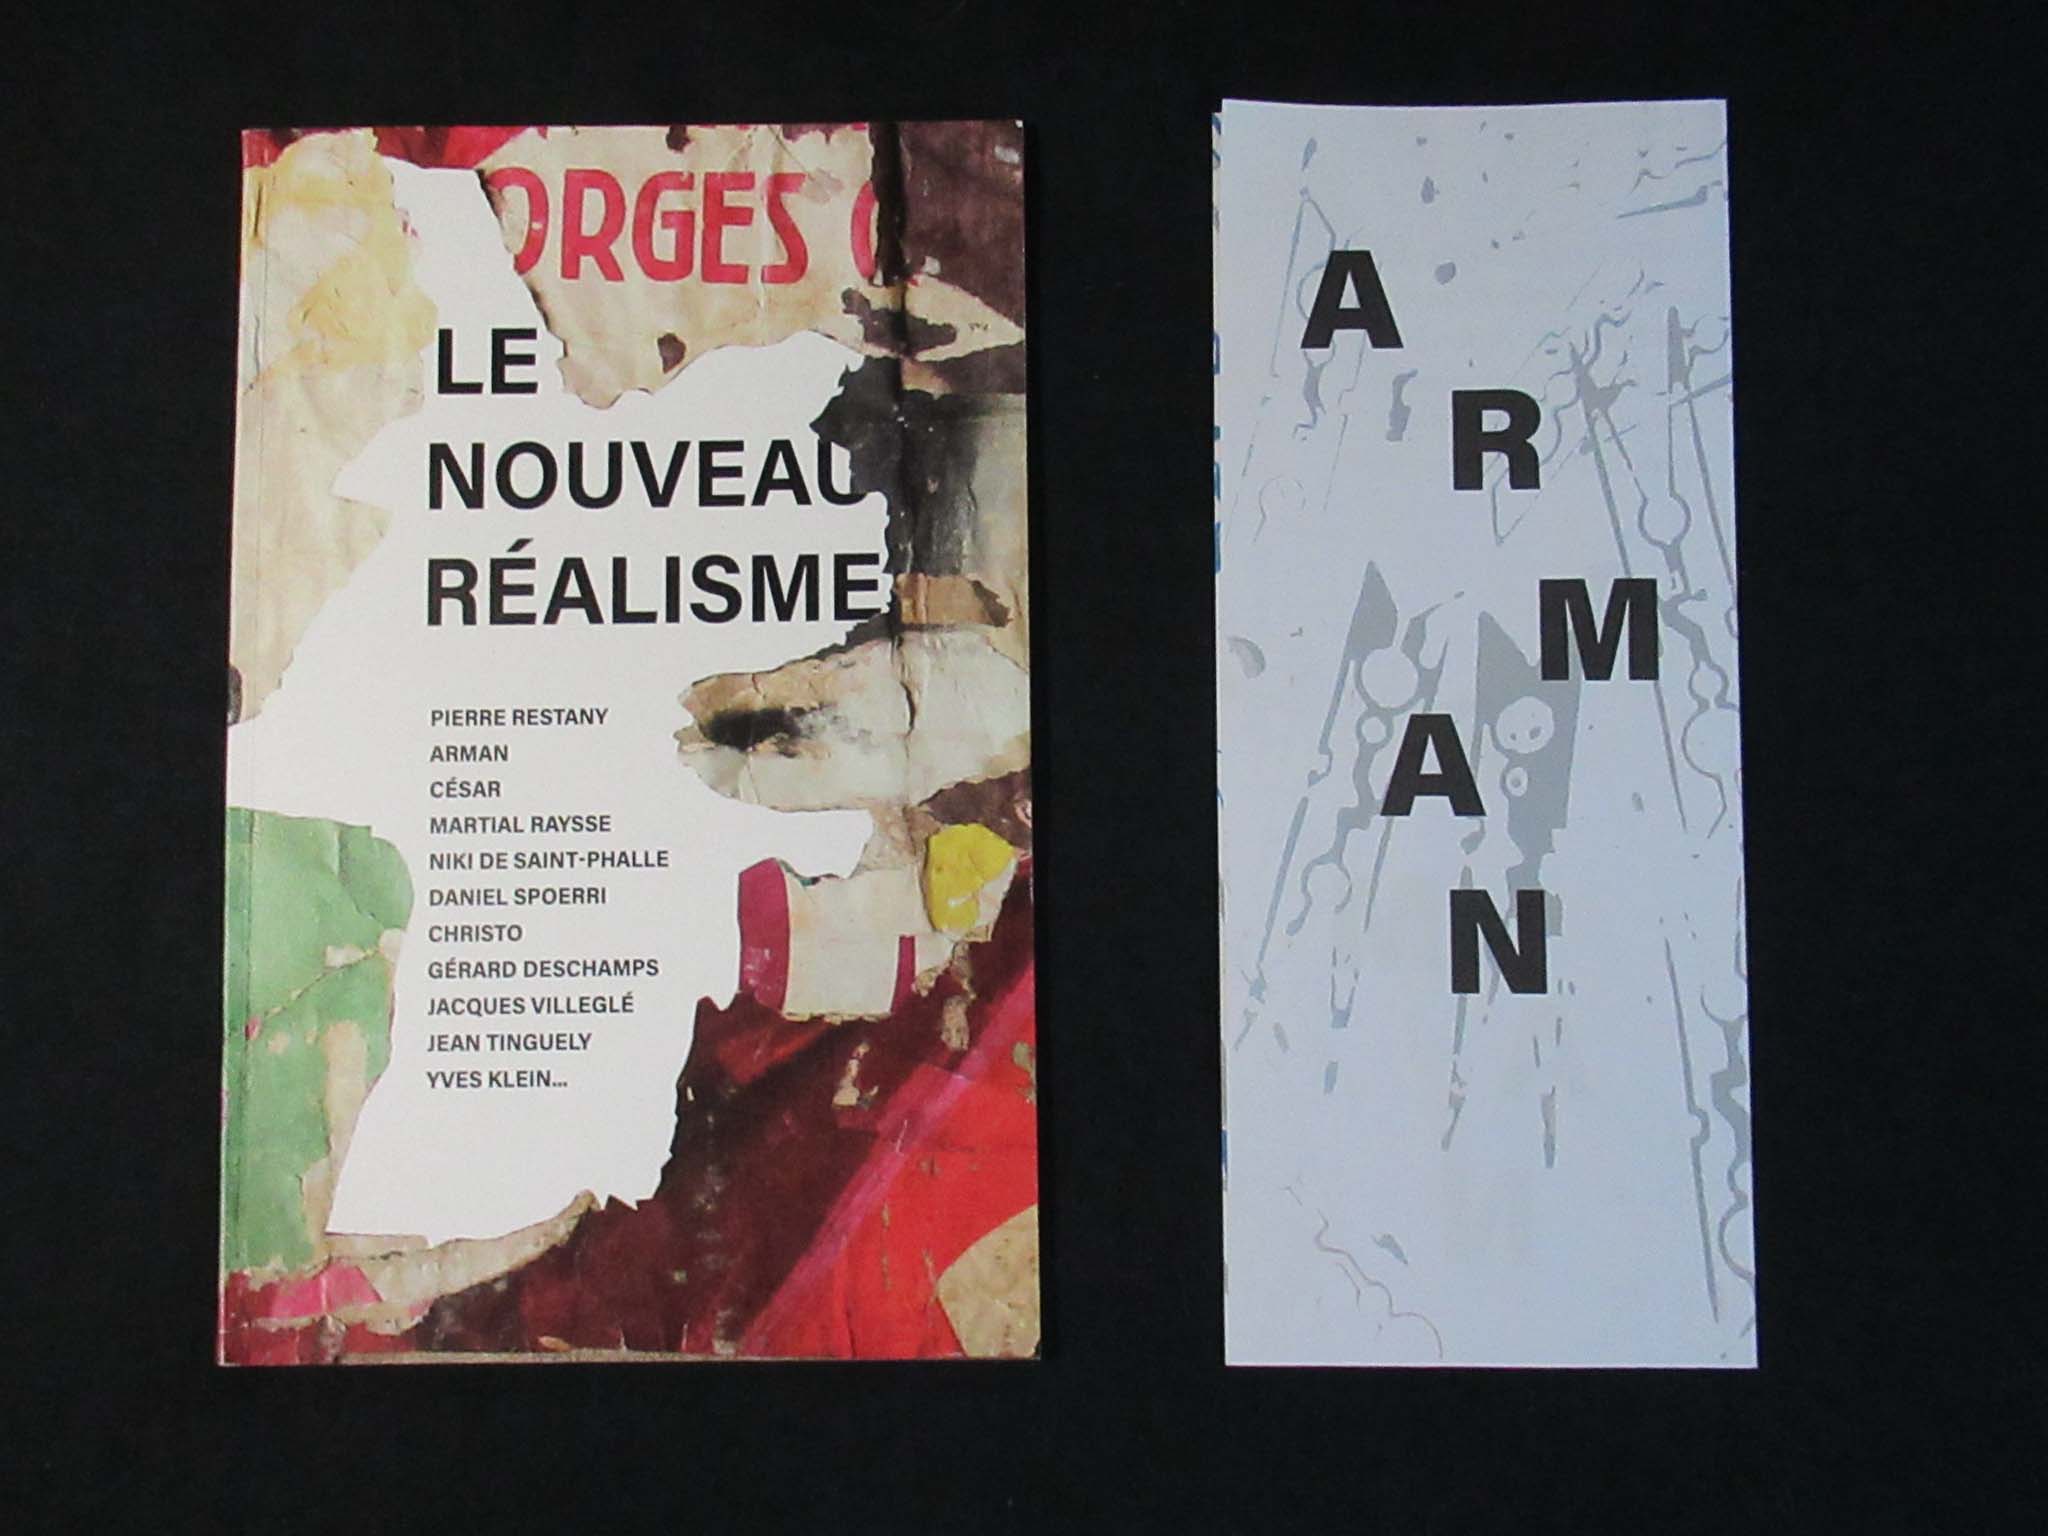 ORGES
LE
NOUVEAU
RÉALISME
PIERRE RESTANY
ARMAN
CÉSAR
MARTIAL RAYSSE
NIKI DE SAINT-PHALLE
DANIEL SPOERRI
CHRISTO
GÉRARD DESCHAMPS
JACQUES VILLEGLÉ
JEAN TINGUELY
YVES KLEIN...
A
R
M
A
N